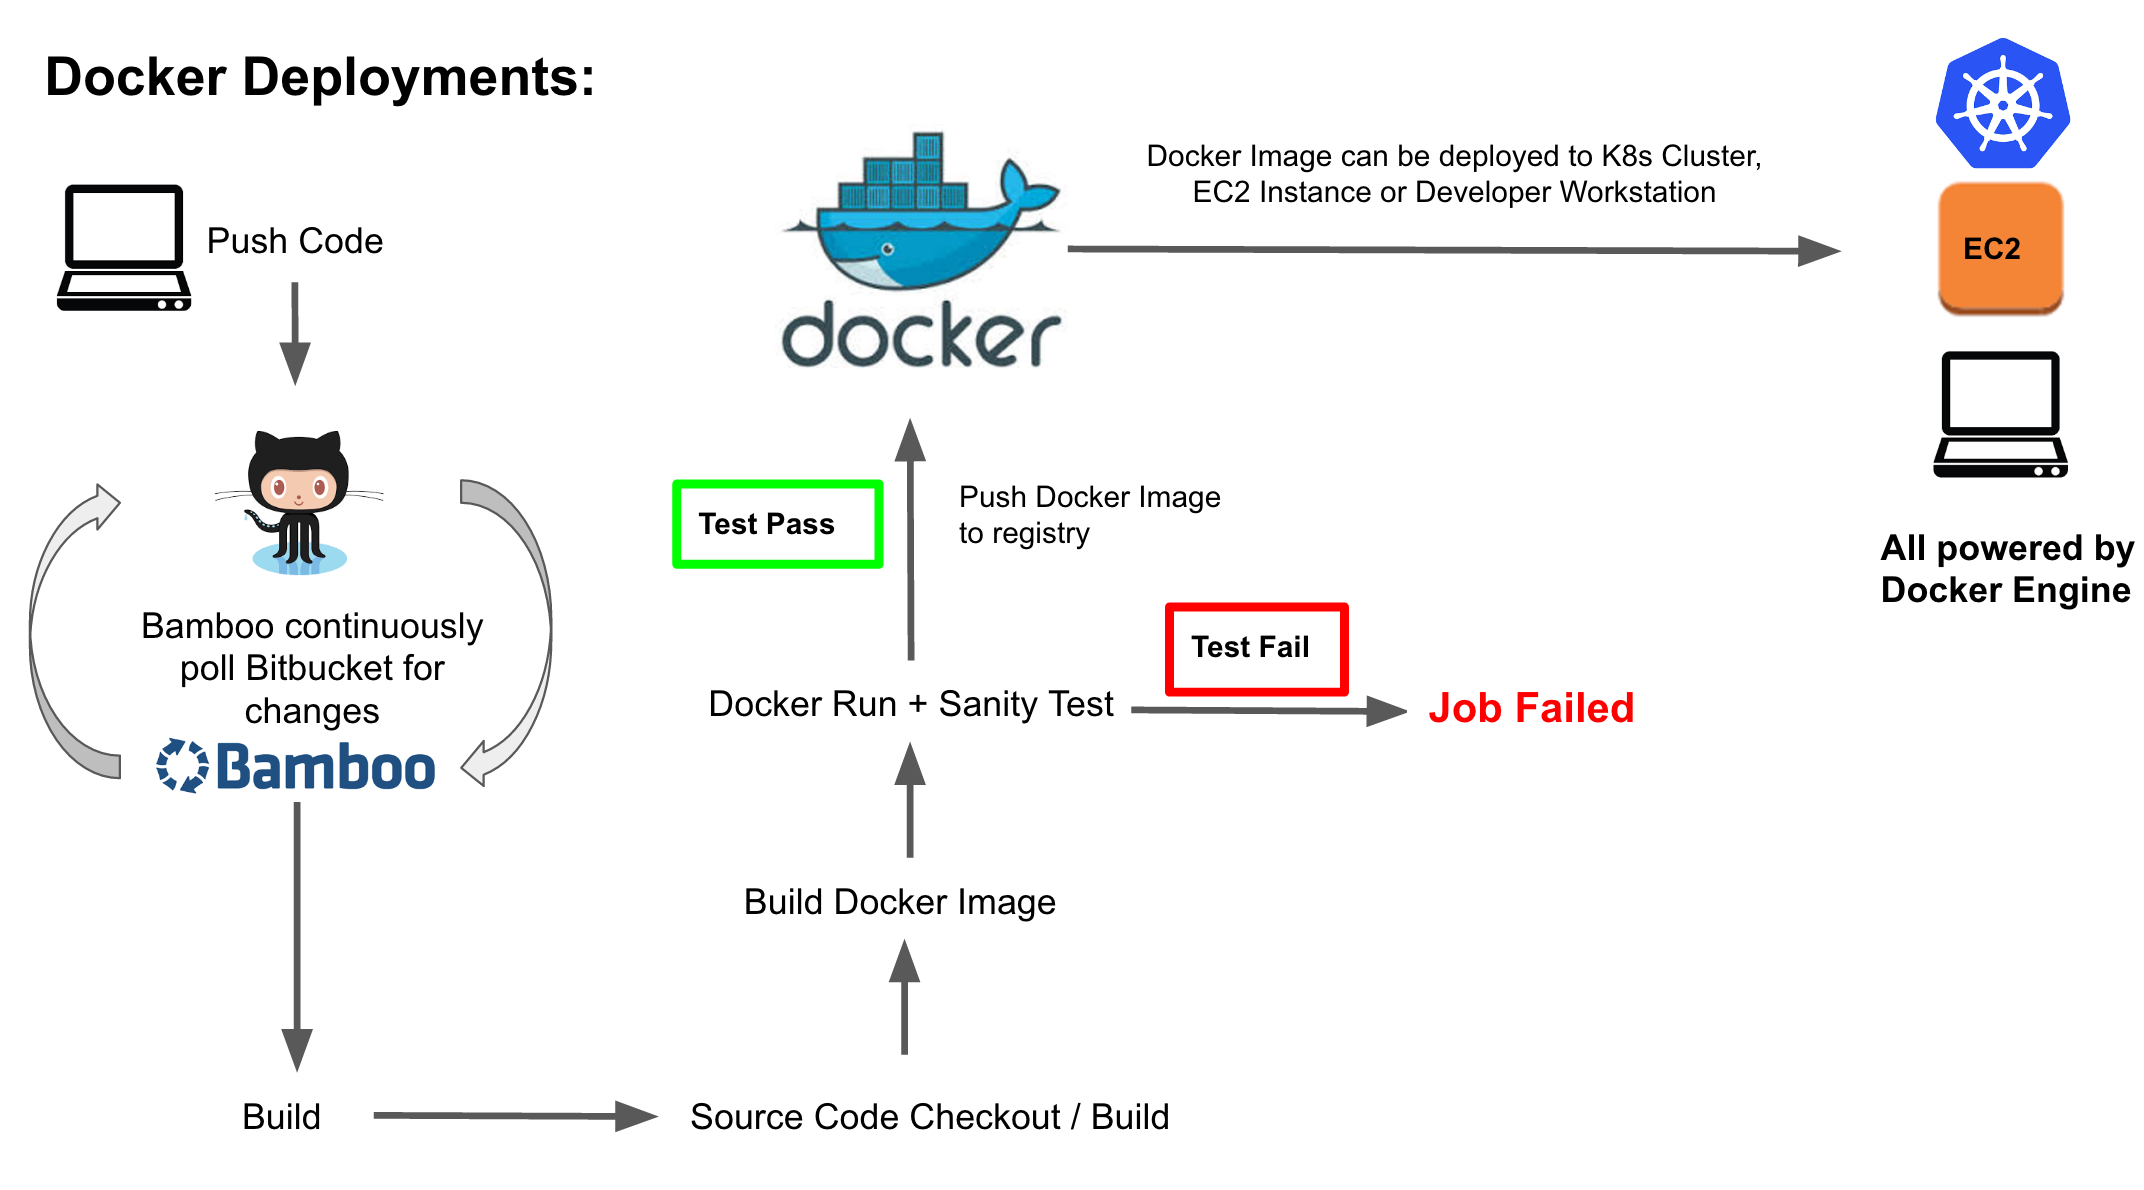 Docker Deployments:
Push Code
Bamboo continuously
poll Bitbucket for
changes
Bamboo
Build
Source Code Checkout / Build
Build Docker Image
Docker Run + Sanity Test
Test Fail
Job Failed
Test Pass
Push Docker Image
to registry
docker
Docker Image can be deployed to K8s Cluster,
EC2 Instance or Developer Workstation
EC2
All powered by
Docker Engine